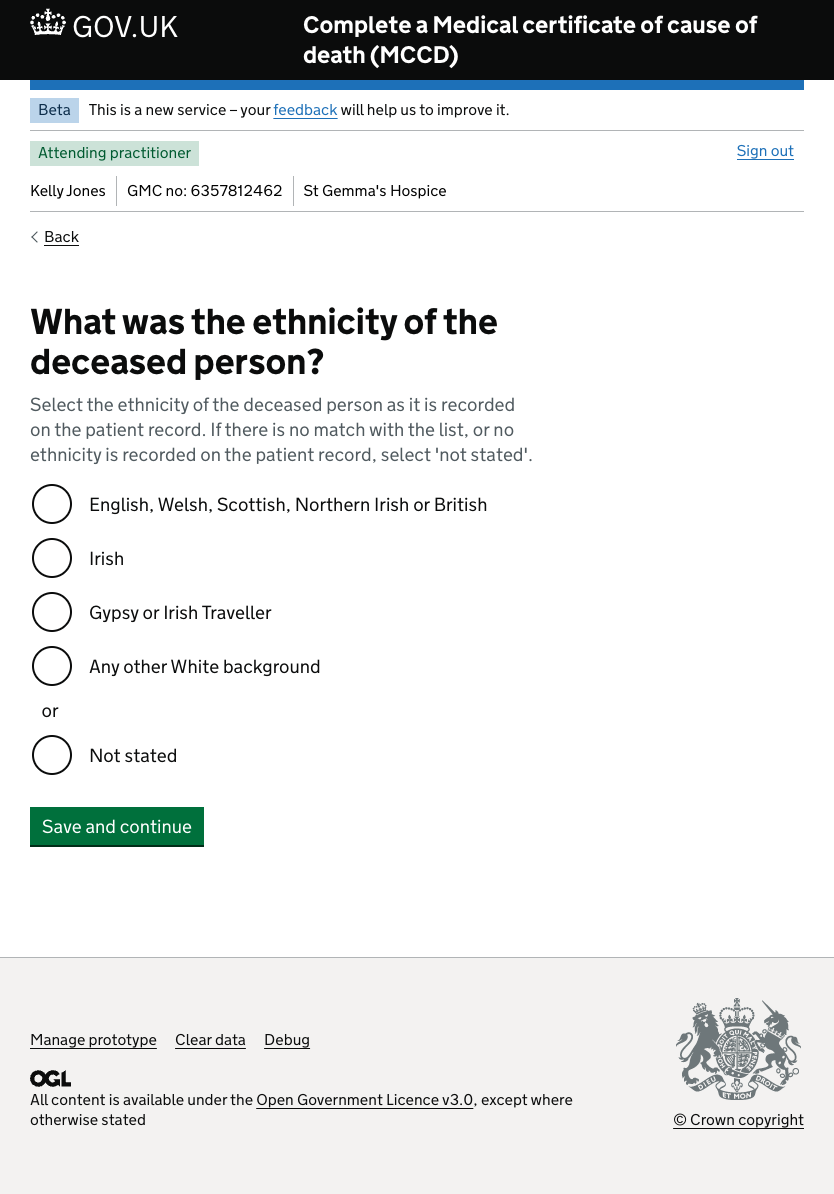 GOV.UK
Complete a Medical certificate of cause of
death (MCCD)
Beta This is a new service – your feedback will help us to improve it.
Attending practitioner
Sign out
Kelly Jones GMC no: 6357812462 St Gemma's Hospice
Back
What was the ethnicity of the
deceased person?
Select the ethnicity of the deceased person as it is recorded
on the patient record. If there is no match with the list, or no
ethnicity is recorded on the patient record, select 'not stated'.
English, Welsh, Scottish, Northern Irish or British
Irish
Gypsy or Irish Traveller
Any other White background
or
Not stated
Save and continue
Manage prototype Clear data Debug
OGL
All content is available under the Open Government Licence v3.0, except where
otherwise stated
DIEU ET MON DROIT
© Crown copyright